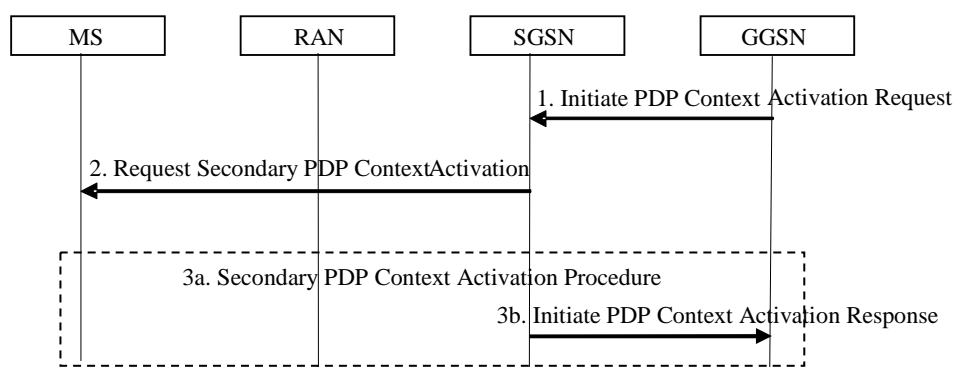 MS RAN SGSN GGSN
1. Initiate PDP Context Activation Request
2. Request Secondary PDP ContextActivation
3a. Secondary PDP Context Activation Procedure
3b. Initiate PDP Context Activation Response